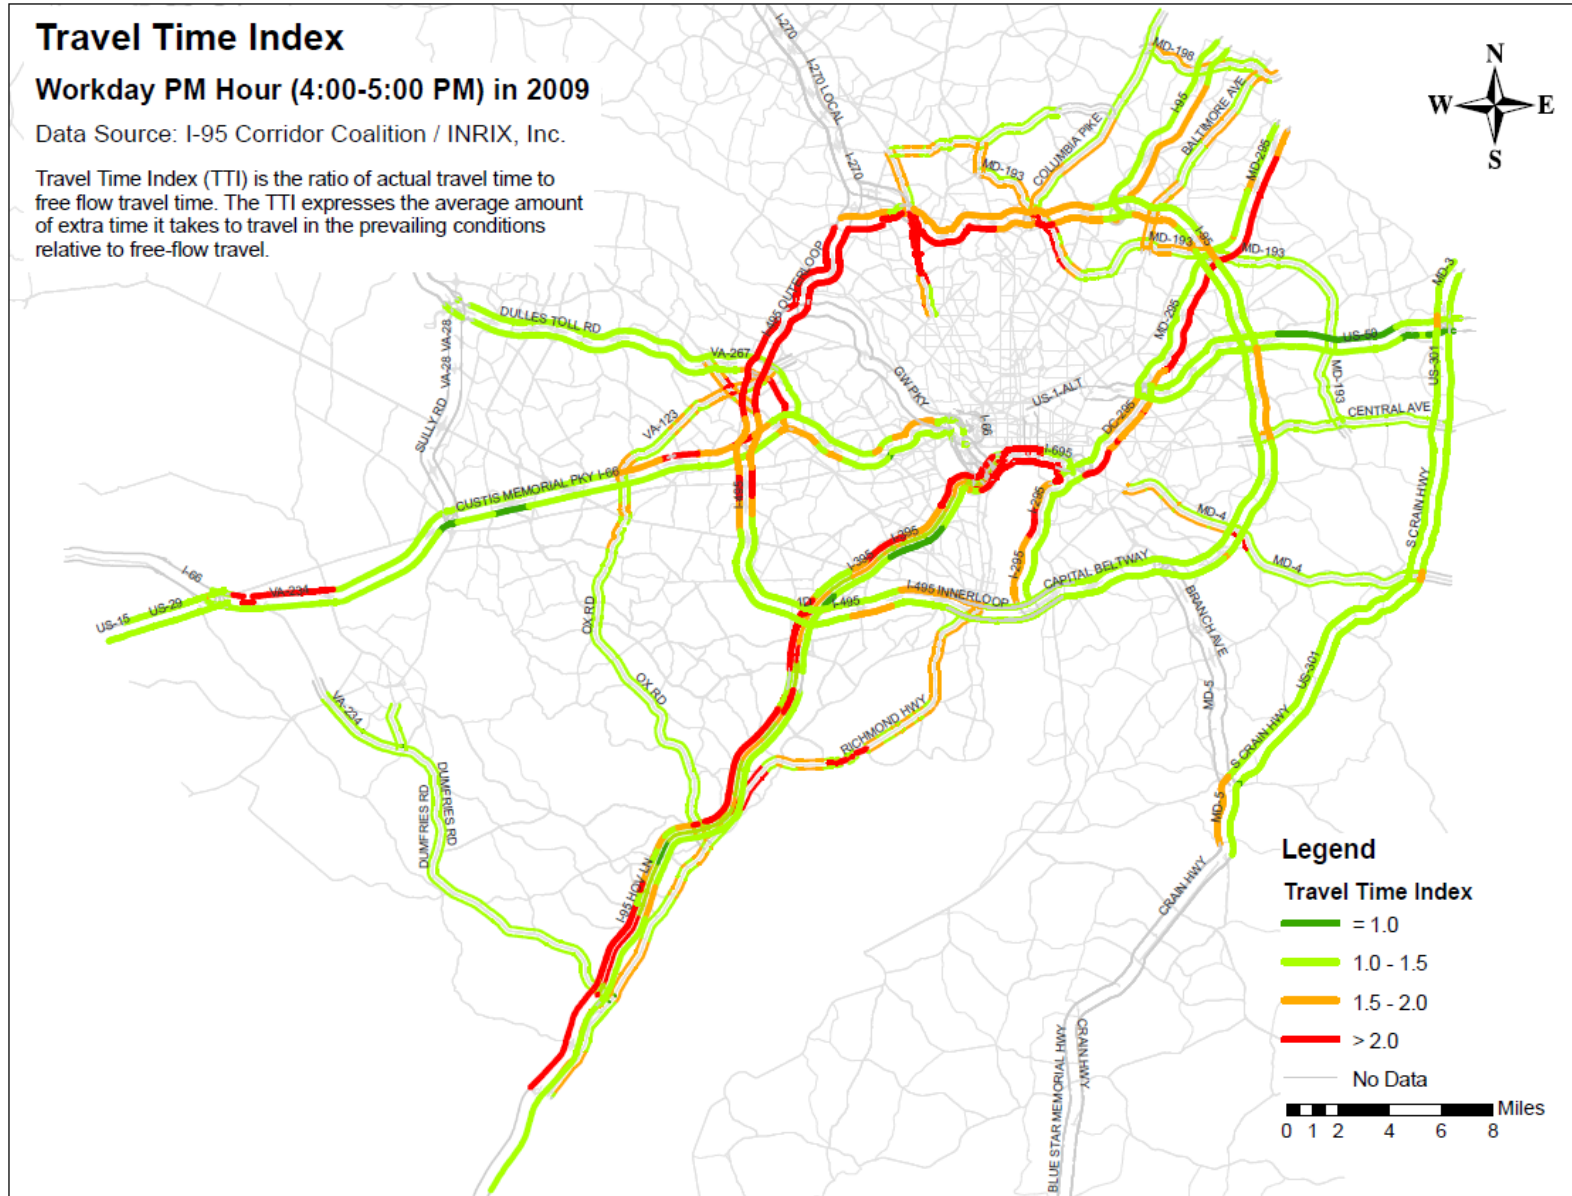 Travel Time Index
Workday PM Hour (4:00-5:00 PM) in 2009
Data Source: I-95 Corridor Coalition / INRIX, Inc.
Travel Time Index (TTI) is the ratio of actual travel time to
free flow travel time. The TTI expresses the average amount
of extra time it takes to travel in the prevailing conditions
relative to free-flow travel.
N
W E
S
I-270
I-270 LOCAL
I-270
MD-198
I-95
BALTIMORE AVE
COLUMBIA PIKE
MD-193
MD-295
MD-193
I-95
MD-193
MD-3
I-495 OUTERLOOP
DULLES TOLL RD
VA-28
VA-28
VA-267
MD-295
US-50
US-301
GW PKY
US-1-ALT
MD-193
CENTRAL AVE
SULLY RD
VA-123
I-66
DC-295
I-695
CUSTIS MEMORIAL PKY
I-66
I-495
I-295
MD-4
S CRAIN HWY
I-395
I-395
I-66
VA-234
US-29
US-15
I-295
CAPITAL BELTWAY
MD-4
I-495
I-495 INNERLOOP
OX RD
BRANCH AVE
OX RD
US-301
MD-5
VA-234
RICHMOND HWY
S CRAIN HWY
DUMFRIES RD
DUMFRIES RD
MD-5
I-95 HOV LN
CRAIN HWY
BLUE STAR MEMORIAL HWY
CRAIN HWY
Legend
Travel Time Index
= 1.0
1.0 - 1.5
1.5 - 2.0
> 2.0
No Data
Miles
0 1 2 4 6 8